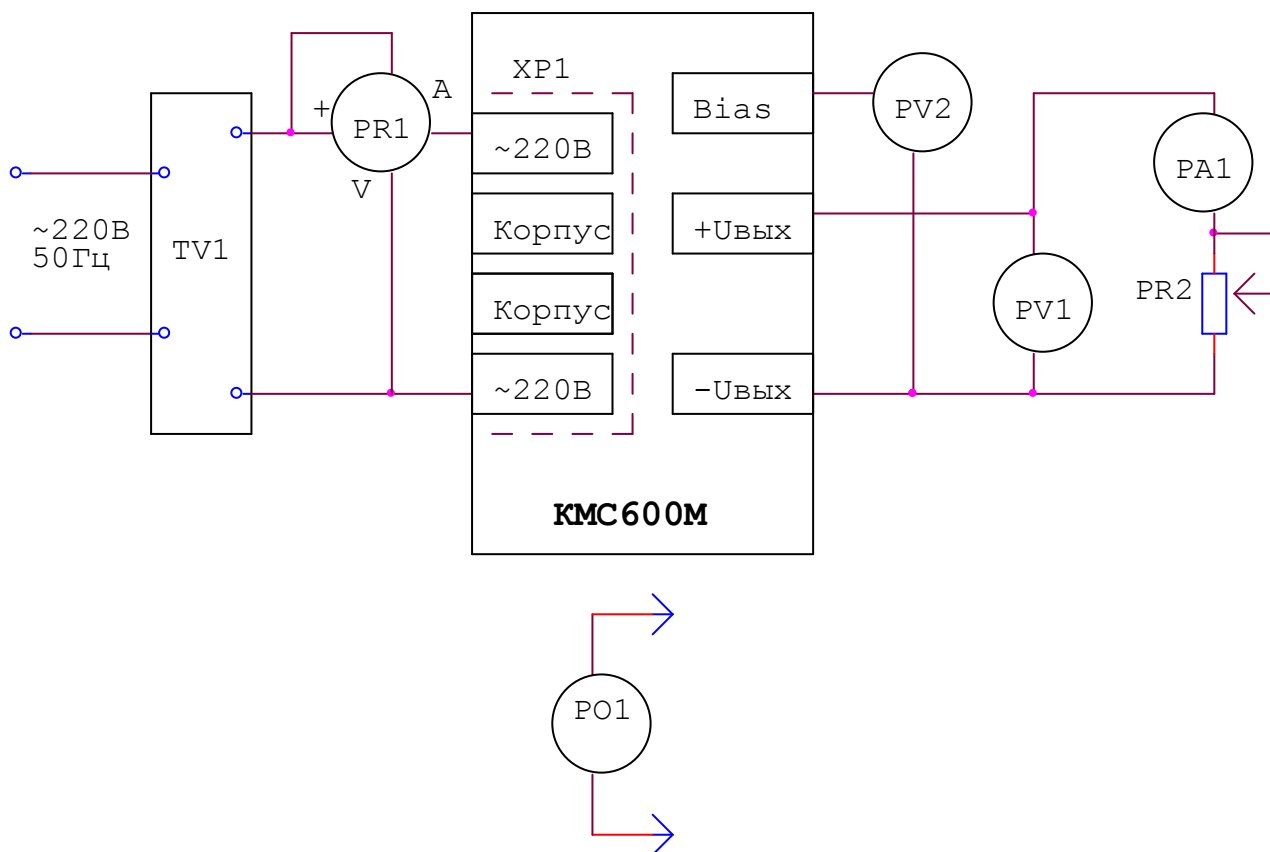 ~220В
50Гц
TV1
+
PR1
A
V
XP1
~220В
Корпус
Корпус
~220В
Bias
+Uвых
-Uвых
КМС600М
PV2
PV1
PA1
PR2
PO1